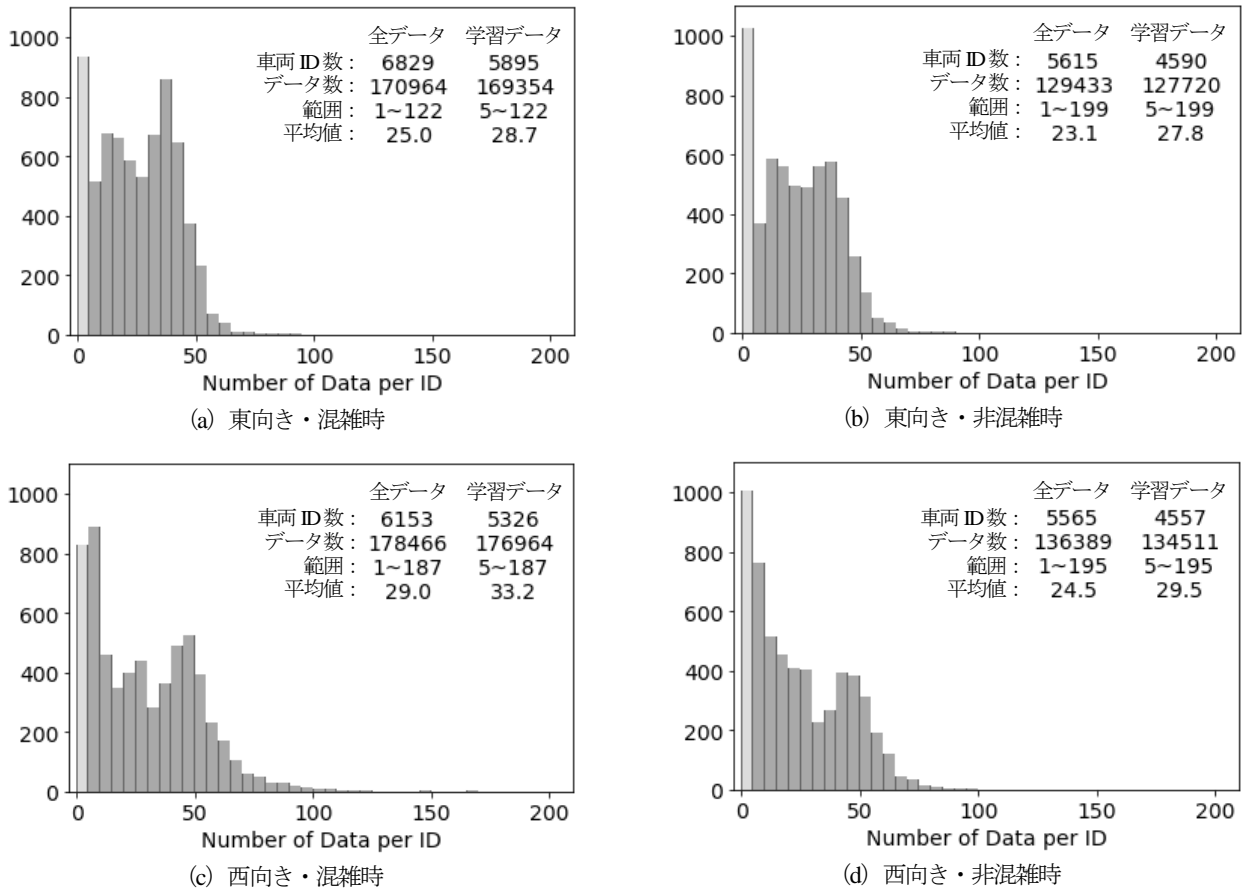 全データ 学習データ
車両 ID 数： 6829 5895
データ数： 170964 169354
範囲： 1~122 5~122
平均値： 25.0 28.7
1000
800
600
400
200
0
0 50 100 150 200
Number of Data per ID
(a) 東向き・混雑時
全データ 学習データ
車両 ID 数： 5615 4590
データ数： 129433 127720
範囲： 1~199 5~199
平均値： 23.1 27.8
1000
800
600
400
200
0
0 50 100 150 200
Number of Data per ID
(b) 東向き・非混雑時
全データ 学習データ
車両 ID 数： 6153 5326
データ数： 178466 176964
範囲： 1~187 5~187
平均値： 29.0 33.2
1000
800
600
400
200
0
0 50 100 150 200
Number of Data per ID
(c) 西向き・混雑時
全データ 学習データ
車両 ID 数： 5565 4557
データ数： 136389 134511
範囲： 1~195 5~195
平均値： 24.5 29.5
1000
800
600
400
200
0
0 50 100 150 200
Number of Data per ID
(d) 西向き・非混雑時